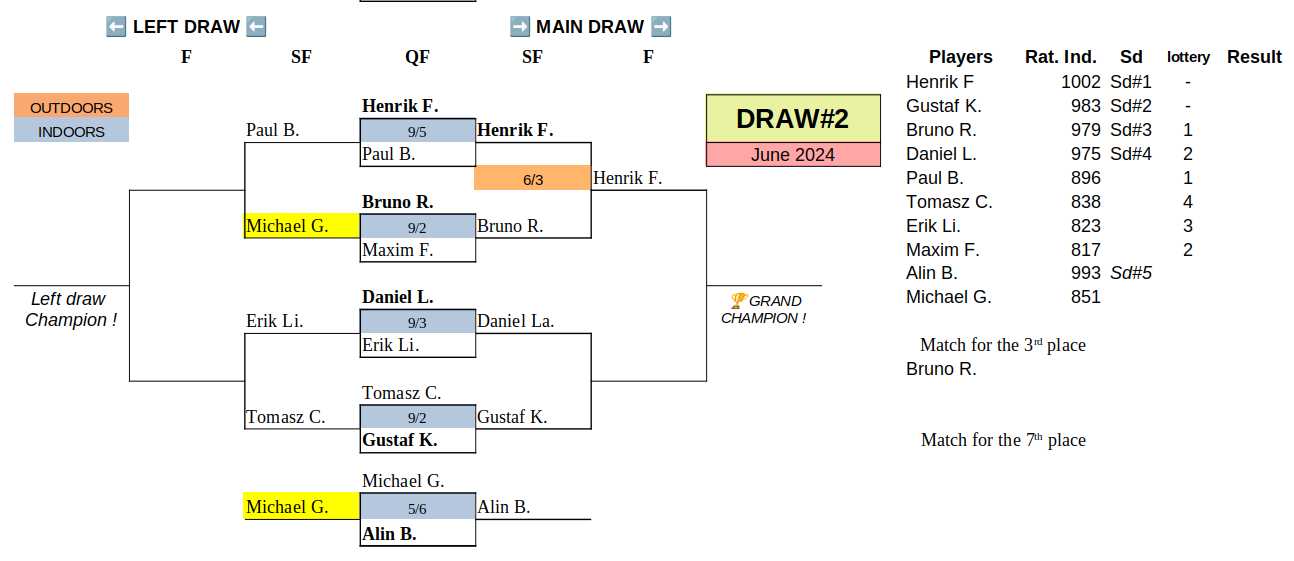 ⬅ LEFT DRAW ⬅
➡ MAIN DRAW ➡
F SF QF SF F
Players Rat. Ind. Sd lottery Result
OUTDOORS
INDOORS
Henrik F.
Paul B. 9/5 Henrik F.
Paul B.
6/3 Henrik F.
Bruno R.
Michael G. 9/2 Bruno R.
Maxim F.
Left draw
Champion !
Daniel L.
Erik Li. 9/3 Daniel La.
Erik Li.
Tomasz C.
Tomasz C. 9/2 Gustaf K.
Gustaf K.
Michael G.
Michael G. 5/6 Alin B.
Alin B.
🏆GRAND
CHAMPION !
DRAW#2
June 2024
Henrik F 1002 Sd#1 -
Gustaf K. 983 Sd#2 -
Bruno R. 979 Sd#3 1
Daniel L. 975 Sd#4 2
Paul B. 896 1
Tomasz C. 838 4
Erik Li. 823 3
Maxim F. 817 2
Alin B. 993 Sd#5
Michael G. 851
Match for the 3rd place
Bruno R.
Match for the 7th place